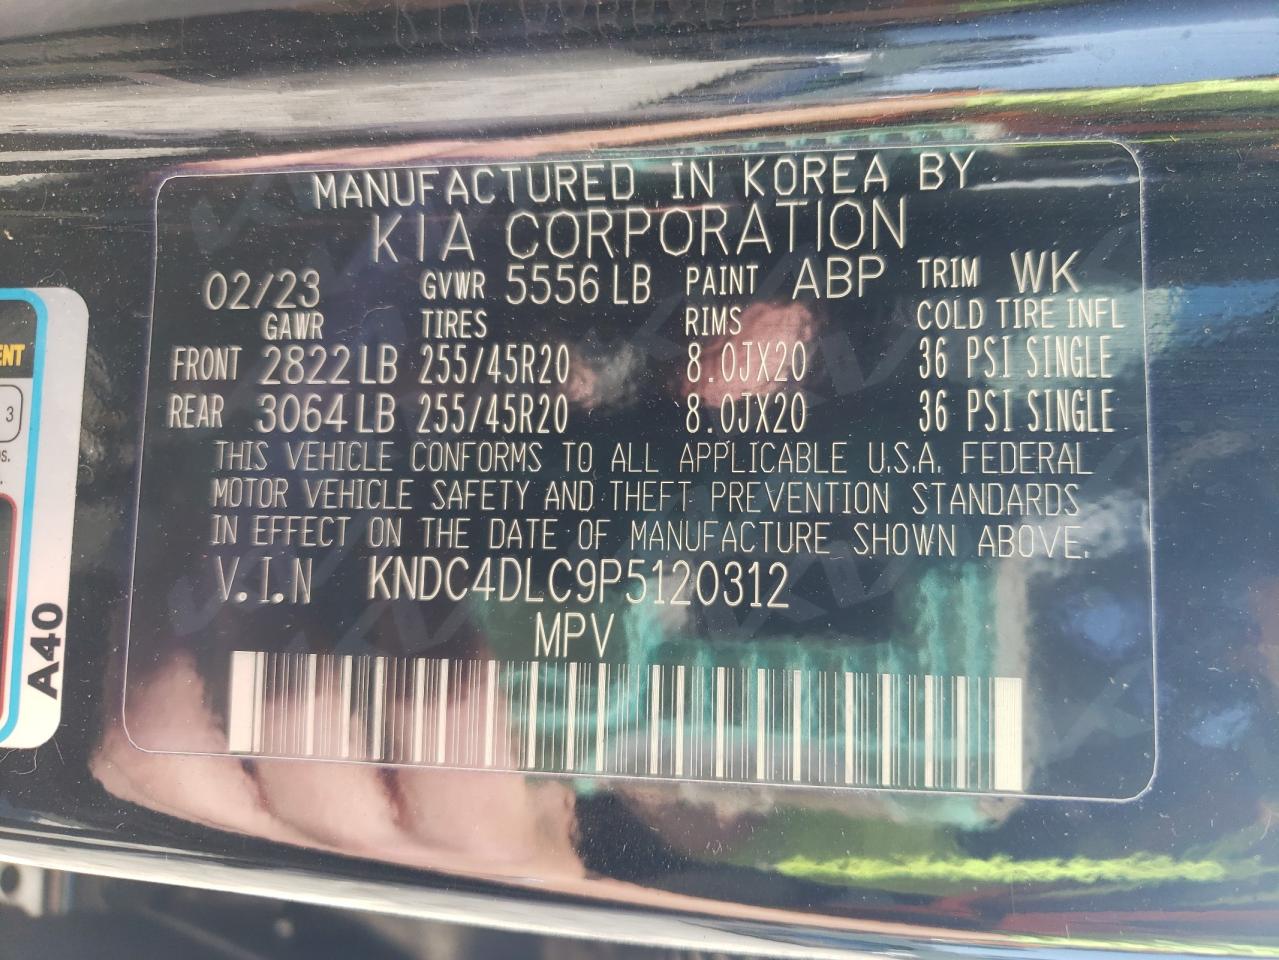 MANUFACTURED IN KOREA BY
KIA CORPORATION
02/23 GVWR 5556 LB PAINT ABP TRIM WK
GAWR TIRES RIMS COLD TIRE INFL
FRONT 2822 LB 255/45R20 8.0JX20 36 PSI SINGLE
REAR 3064 LB 255/45R20 8.0JX20 36 PSI SINGLE
THIS VEHICLE CONFORMS TO ALL APPLICABLE U.S.A. FEDERAL
MOTOR VEHICLE SAFETY AND THEFT PREVENTION STANDARDS
IN EFFECT ON THE DATE OF MANUFACTURE SHOWN ABOVE.
V.I.N KNDC4DLC9P5120312
MPV
3
A40